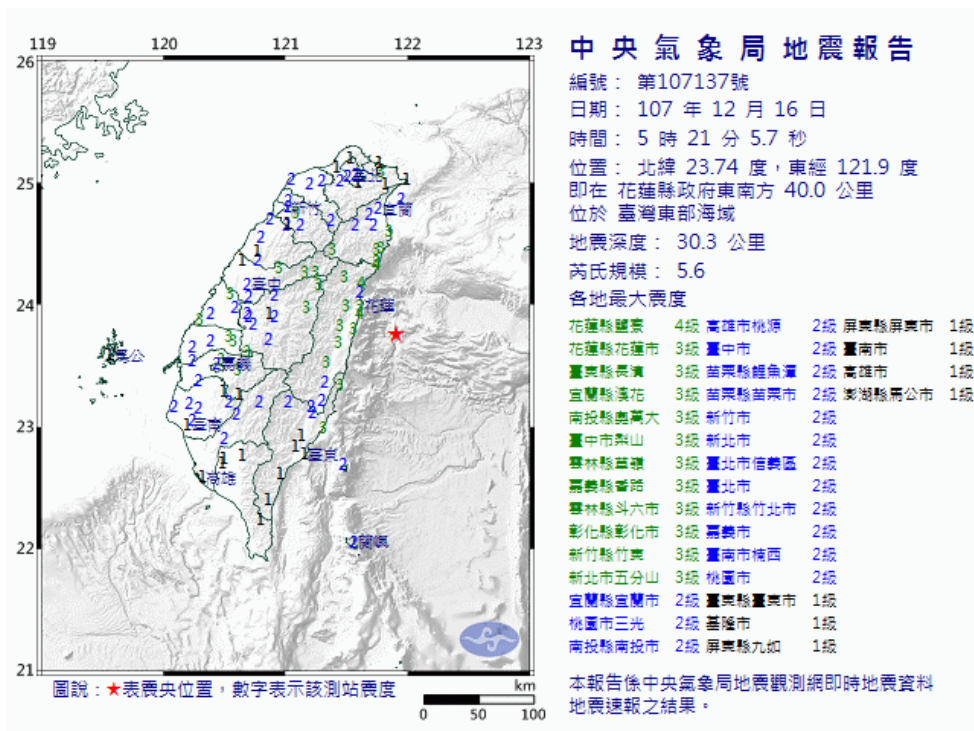 中央氣象局地震報告
編號： 第107137號
日期： 107 年 12 月 16 日
時間： 5 時 21 分 5.7 秒
位置： 北緯 23.74 度，東經 121.9 度
即在 花蓮縣政府東南方 40.0 公里
位於 臺灣東部海域
地震深度： 30.3 公里
芮氏規模： 5.6
各地最大震度
花蓮縣鹽寮 4級 高雄市桃源 2級 屏東縣屏東市 1級
花蓮縣花蓮市 3級 臺中市 2級 臺南市 1級
臺東縣長濱 3級 苗栗縣鯉魚潭 2級 高雄市 1級
宜蘭縣漢花 3級 苗栗縣苗栗市 2級 澎湖縣馬公市 1級
南投縣奧萬大 3級 新竹市 2級
臺中市梨山 3級 新北市 2級
雲林縣草嶺 3級 臺北市信義區 2級
嘉義縣番路 3級 臺北市 2級
雲林縣斗六市 3級 新竹縣竹北市 2級
彰化縣彰化市 3級 嘉義市 2級
新竹縣竹東 3級 臺南市楠西 2級
新北市五分山 3級 桃園市 2級
宜蘭縣宜蘭市 2級 臺東縣臺東市 1級
桃園市三光 2級 基隆市 1級
南投縣南投市 2級 屏東縣九如 1級
本報告係中央氣象局地震觀測網即時地震資料
地震速報之結果。
119 120 121 122 123
26
25
24
23
22
21
臺北
新竹
宜蘭
臺中
花蓮
馬公
嘉義
臺南
臺東
高雄
蘭嶼
圖說：★表震央位置，數字表示該測站震度
km
0 50 100